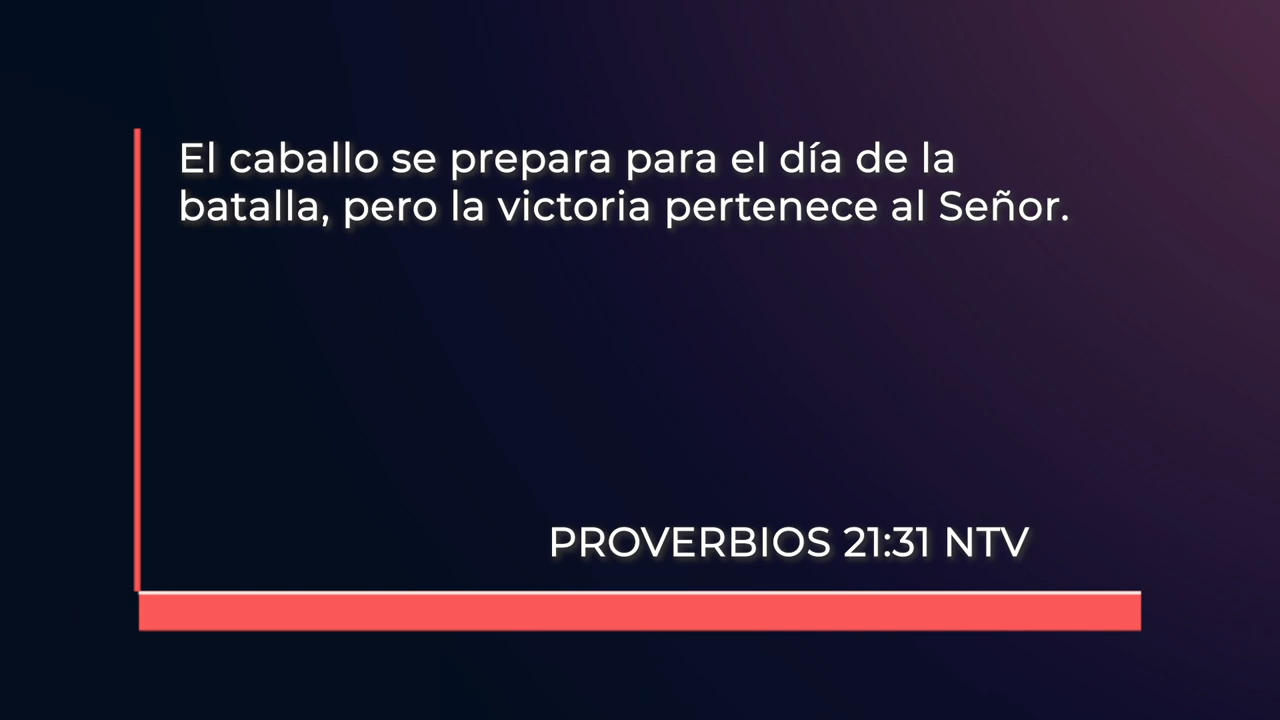 El caballo se prepara para el día de la
batalla, pero la victoria pertenece al Señor.
PROVERBIOS 21:31 NTV